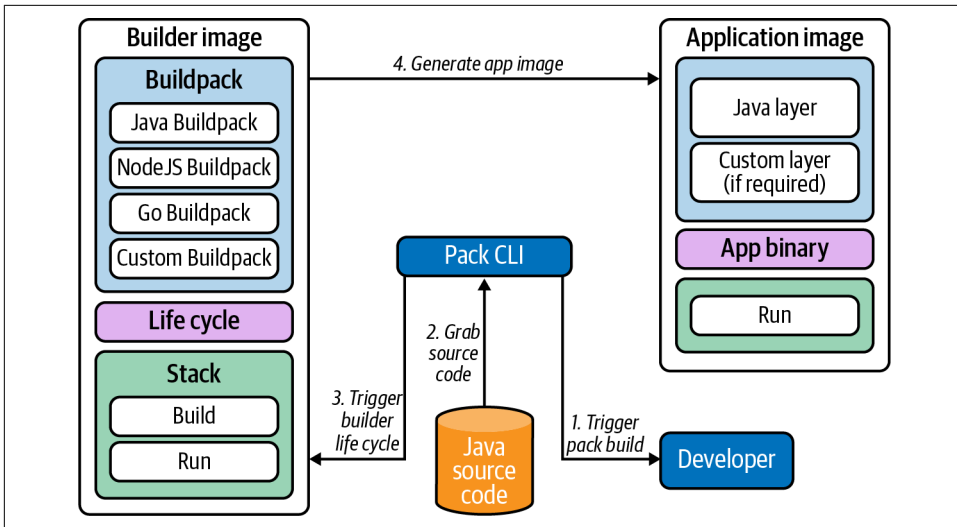 Builder image
Buildpack
Java Buildpack
NodeJS Buildpack
Go Buildpack
Custom Buildpack
Life cycle
Stack
Build
Run
4. Generate app image
Pack CLI
2. Grab
source
code
3. Trigger
builder
life cycle
Java
source
code
1. Trigger
pack build
Developer
Application image
Java layer
Custom layer
(if required)
App binary
Run